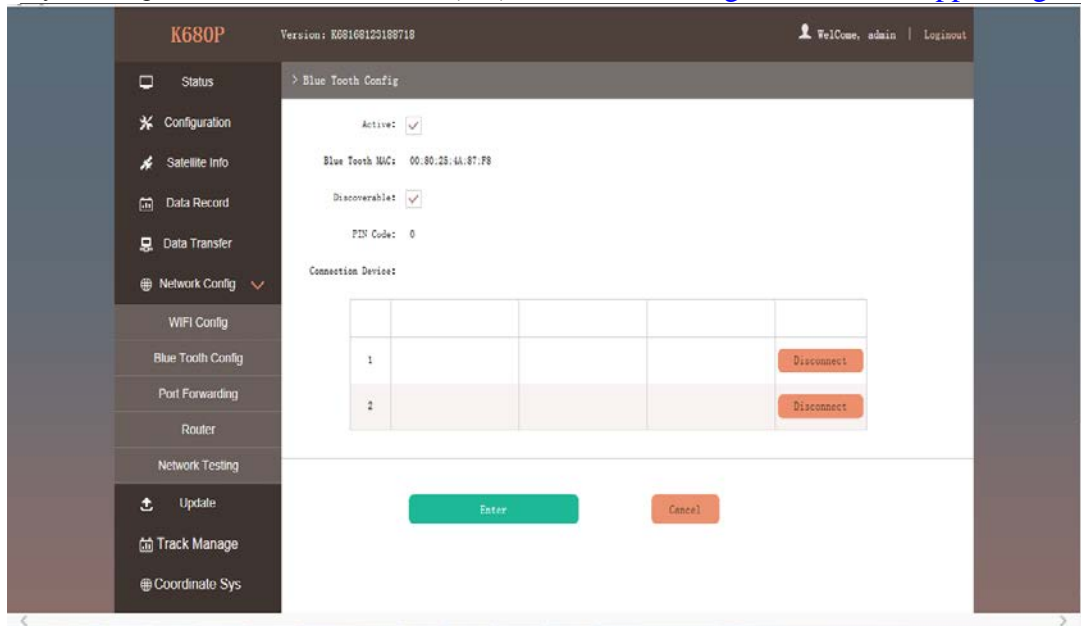 K680P
Version: K68168123188718
WelCome, admin | Loginout
Status
Configuration
Satellite Info
Data Record
Data Transfer
Network Config
WIFI Config
Blue Tooth Config
Port Forwarding
Router
Network Testing
Update
Track Manage
Coordinate Sys
> Blue Tooth Config
Active:
Blue Tooth MAC: 00:80:25:4A:87:F8
Discoverable:
PIN Code: 0
Connection Device:
1 Disconnect
2 Disconnect
Enter Cancel